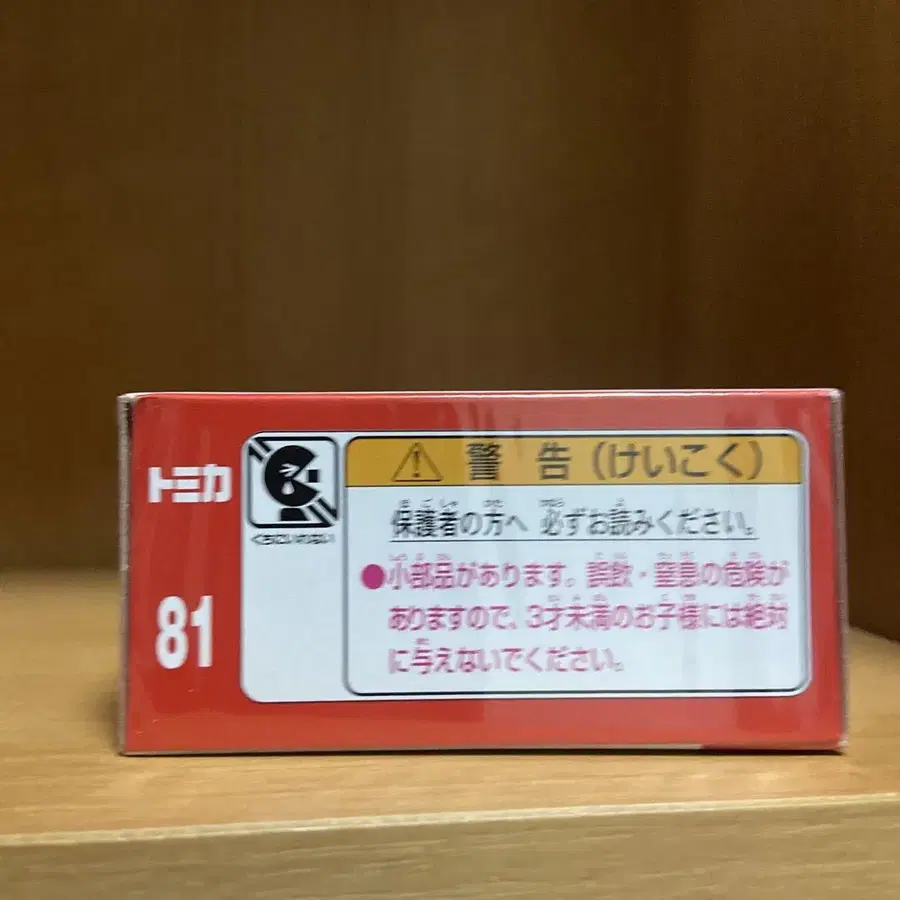 トミカ
81
くちにいれない
警告(けいこく)
保護者の方へ 必ずお読みください。
●小部品があります。誤飲・窒息の危険が
ありますので、3才未満のお子様には絶対
に与えないでください。